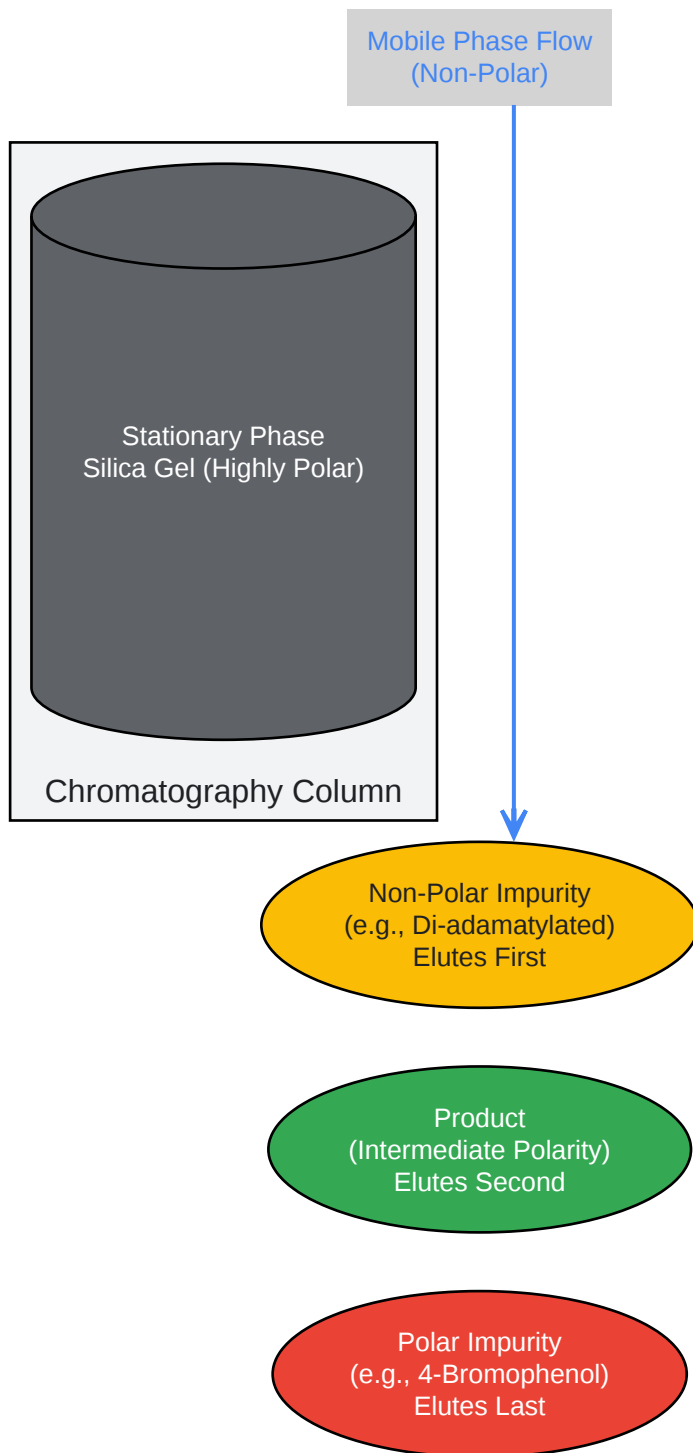 Mobile Phase Flow
(Non-Polar)
Stationary Phase
Silica Gel (Highly Polar)
Chromatography Column
Non-Polar Impurity
(e.g., Di-adamatylated)
Elutes First
Product
(Intermediate Polarity)
Elutes Second
Polar Impurity
(e.g., 4-Bromophenol)
Elutes Last